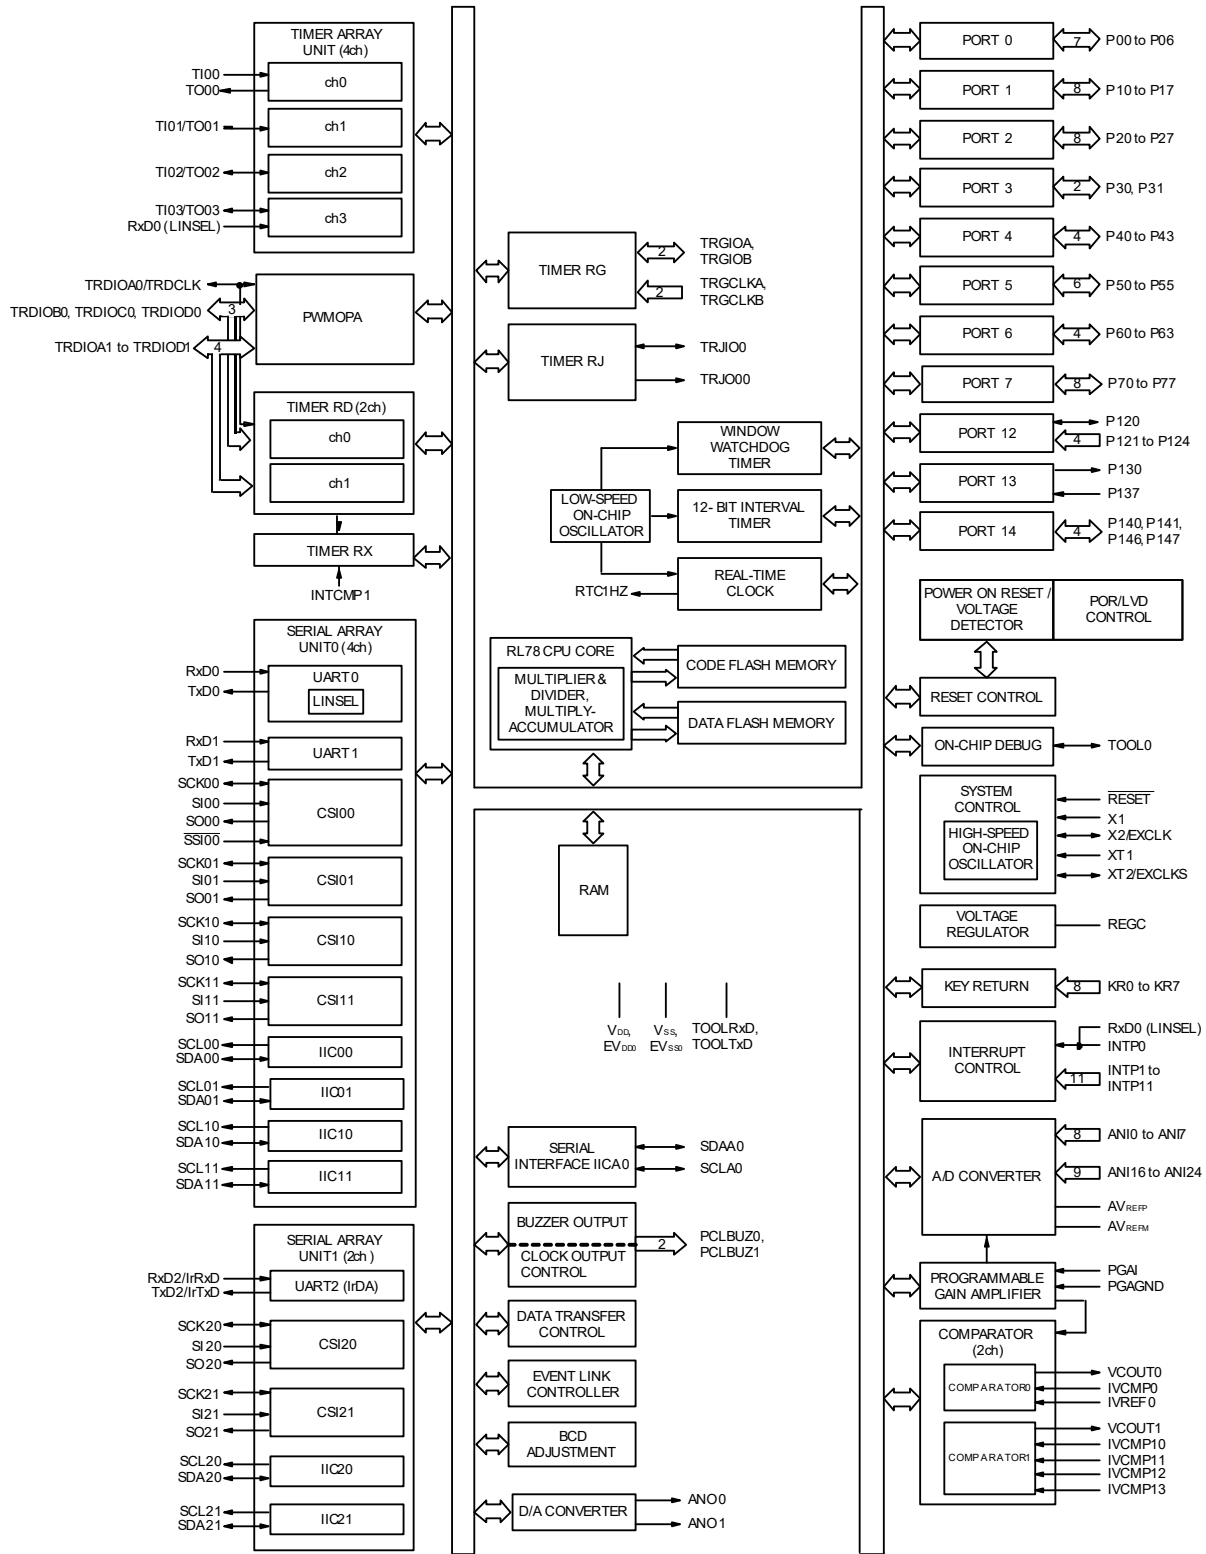 TIMER ARRAY
UNIT (4ch)
TI00
TO00
ch0
TI01/TO01
ch1
TI02/TO02
ch2
TI03/TO03
RxD0 (LINSEL)
ch3
TRDIOA0/TRDCLK
TRDIOB0, TRDIOC0, TRDIOD0
3
TRDIOA1 to TRDIOD1
4
PWMOPA
TIMER RD (2ch)
ch0
ch1
TIMER RX
INTCMP1
SERIAL ARRAY
UNIT0 (4ch)
RxD0
TxD0
UART0
LINSEL
RxD1
TxD1
UART1
SCK00
SI00
SO00
SSI00
CSI00
SCK01
SI01
SO01
CSI01
SCK10
SI10
SO10
CSI10
SCK11
SI11
SO11
CSI11
SCL00
SDA00
IIC00
SCL01
SDA01
IIC01
SCL10
SDA10
IIC10
SCL11
SDA11
IIC11
SERIAL ARRAY
UNIT1 (2ch)
RxD2/IrRxD
TxD2/IrTxD
UART2 (IrDA)
SCK20
SI20
SO20
CSI20
SCK21
SI21
SO21
CSI21
SCL20
SDA20
IIC20
SCL21
SDA21
IIC21
TIMER RG
2
TRGIOA,
TRGIOB
2
TRGCLKA,
TRGCLKB
TIMER RJ
TRJIO0
TRJO00
WINDOW
WATCHDOG
TIMER
LOW-SPEED
ON-CHIP
OSCILLATOR
12- BIT INTERVAL
TIMER
RTC1HZ
REAL-TIME
CLOCK
RL78 CPU CORE
MULTIPLIER &
DIVIDER,
MULTIPLY-
ACCUMULATOR
CODE FLASH MEMORY
DATA FLASH MEMORY
RAM
VDD,
EVDD0
VSS,
EVSS0
TOOLRxD,
TOOLTxD
SERIAL
INTERFACE IICA0
SDAA0
SCLA0
BUZZER OUTPUT
CLOCK OUTPUT
CONTROL
2
PCLBUZ0,
PCLBUZ1
DATA TRANSFER
CONTROL
EVENT LINK
CONTROLLER
BCD
ADJUSTMENT
D/A CONVERTER
ANO0
ANO1
PORT 0
7
P00 to P06
PORT 1
8
P10 to P17
PORT 2
8
P20 to P27
PORT 3
2
P30, P31
PORT 4
4
P40 to P43
PORT 5
6
P50 to P55
PORT 6
4
P60 to P63
PORT 7
8
P70 to P77
PORT 12
P120
4
P121 to P124
PORT 13
P130
P137
PORT 14
4
P140, P141,
P146, P147
POWER ON RESET /
VOLTAGE
DETECTOR
POR/LVD
CONTROL
RESET CONTROL
ON-CHIP DEBUG
TOOL0
SYSTEM
CONTROL
HIGH-SPEED
ON-CHIP
OSCILLATOR
RESET
X1
X2/EXCLK
XT1
XT2/EXCLKS
VOLTAGE
REGULATOR
REGC
KEY RETURN
8
KR0 to KR7
INTERRUPT
CONTROL
RxD0 (LINSEL)
INTP0
11
INTP1 to
INTP11
A/D CONVERTER
8
ANI0 to ANI7
9
ANI16 to ANI24
AVREFP
AVREFM
PROGRAMMABLE
GAIN AMPLIFIER
PGAI
PGAGND
COMPARATOR
(2ch)
COMPARATOR0
VCOUT0
IVCMP0
IVREF0
COMPARATOR1
VCOUT1
IVCMP10
IVCMP11
IVCMP12
IVCMP13